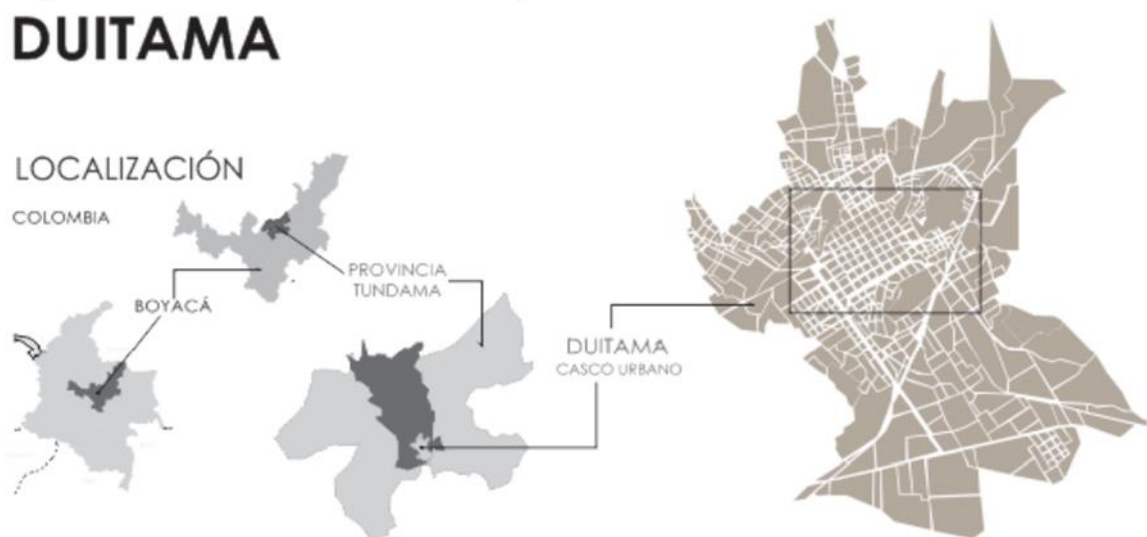 DUITAMA
LOCALIZACIÓN
COLOMBIA
PROVINCIA
TUNDAMA
BOYACÁ
DUITAMA
CASCO URBANO